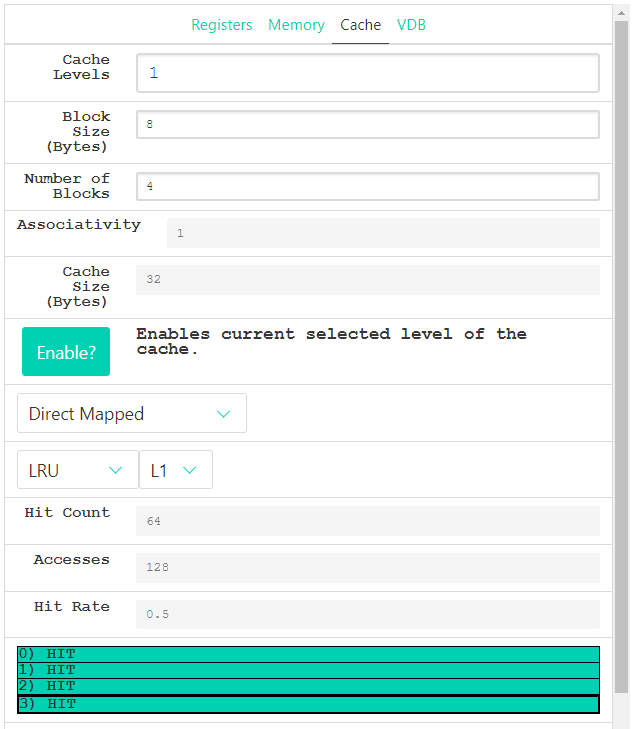 Registers Memory Cache VDB
Cache
Levels
1
Block
Size
(Bytes)
8
Number of
Blocks
4
Associativity
1
Cache
Size
(Bytes)
32
Enable?
Enables current selected level of the
cache.
Direct Mapped
LRU L1
Hit Count
64
Accesses
128
Hit Rate
0.5
0) HIT
1) HIT
2) HIT
3) HIT